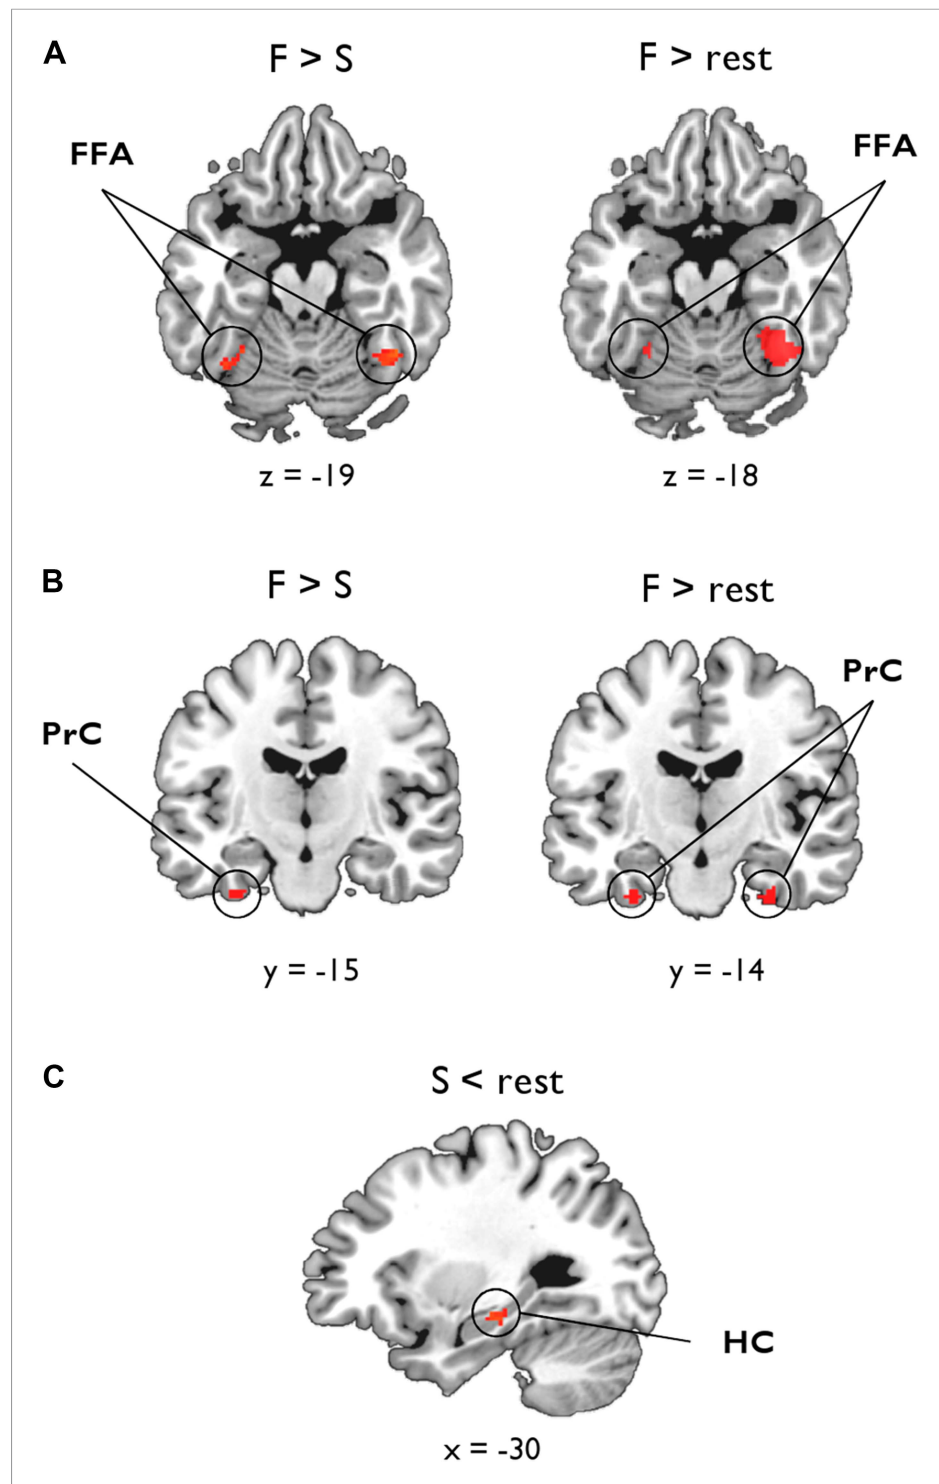 A
F > S
F > rest
FFA
FFA
z = -19
z = -18
B
F > S
F > rest
PrC
PrC
y = -15
y = -14
C
S < rest
HC
x = -30